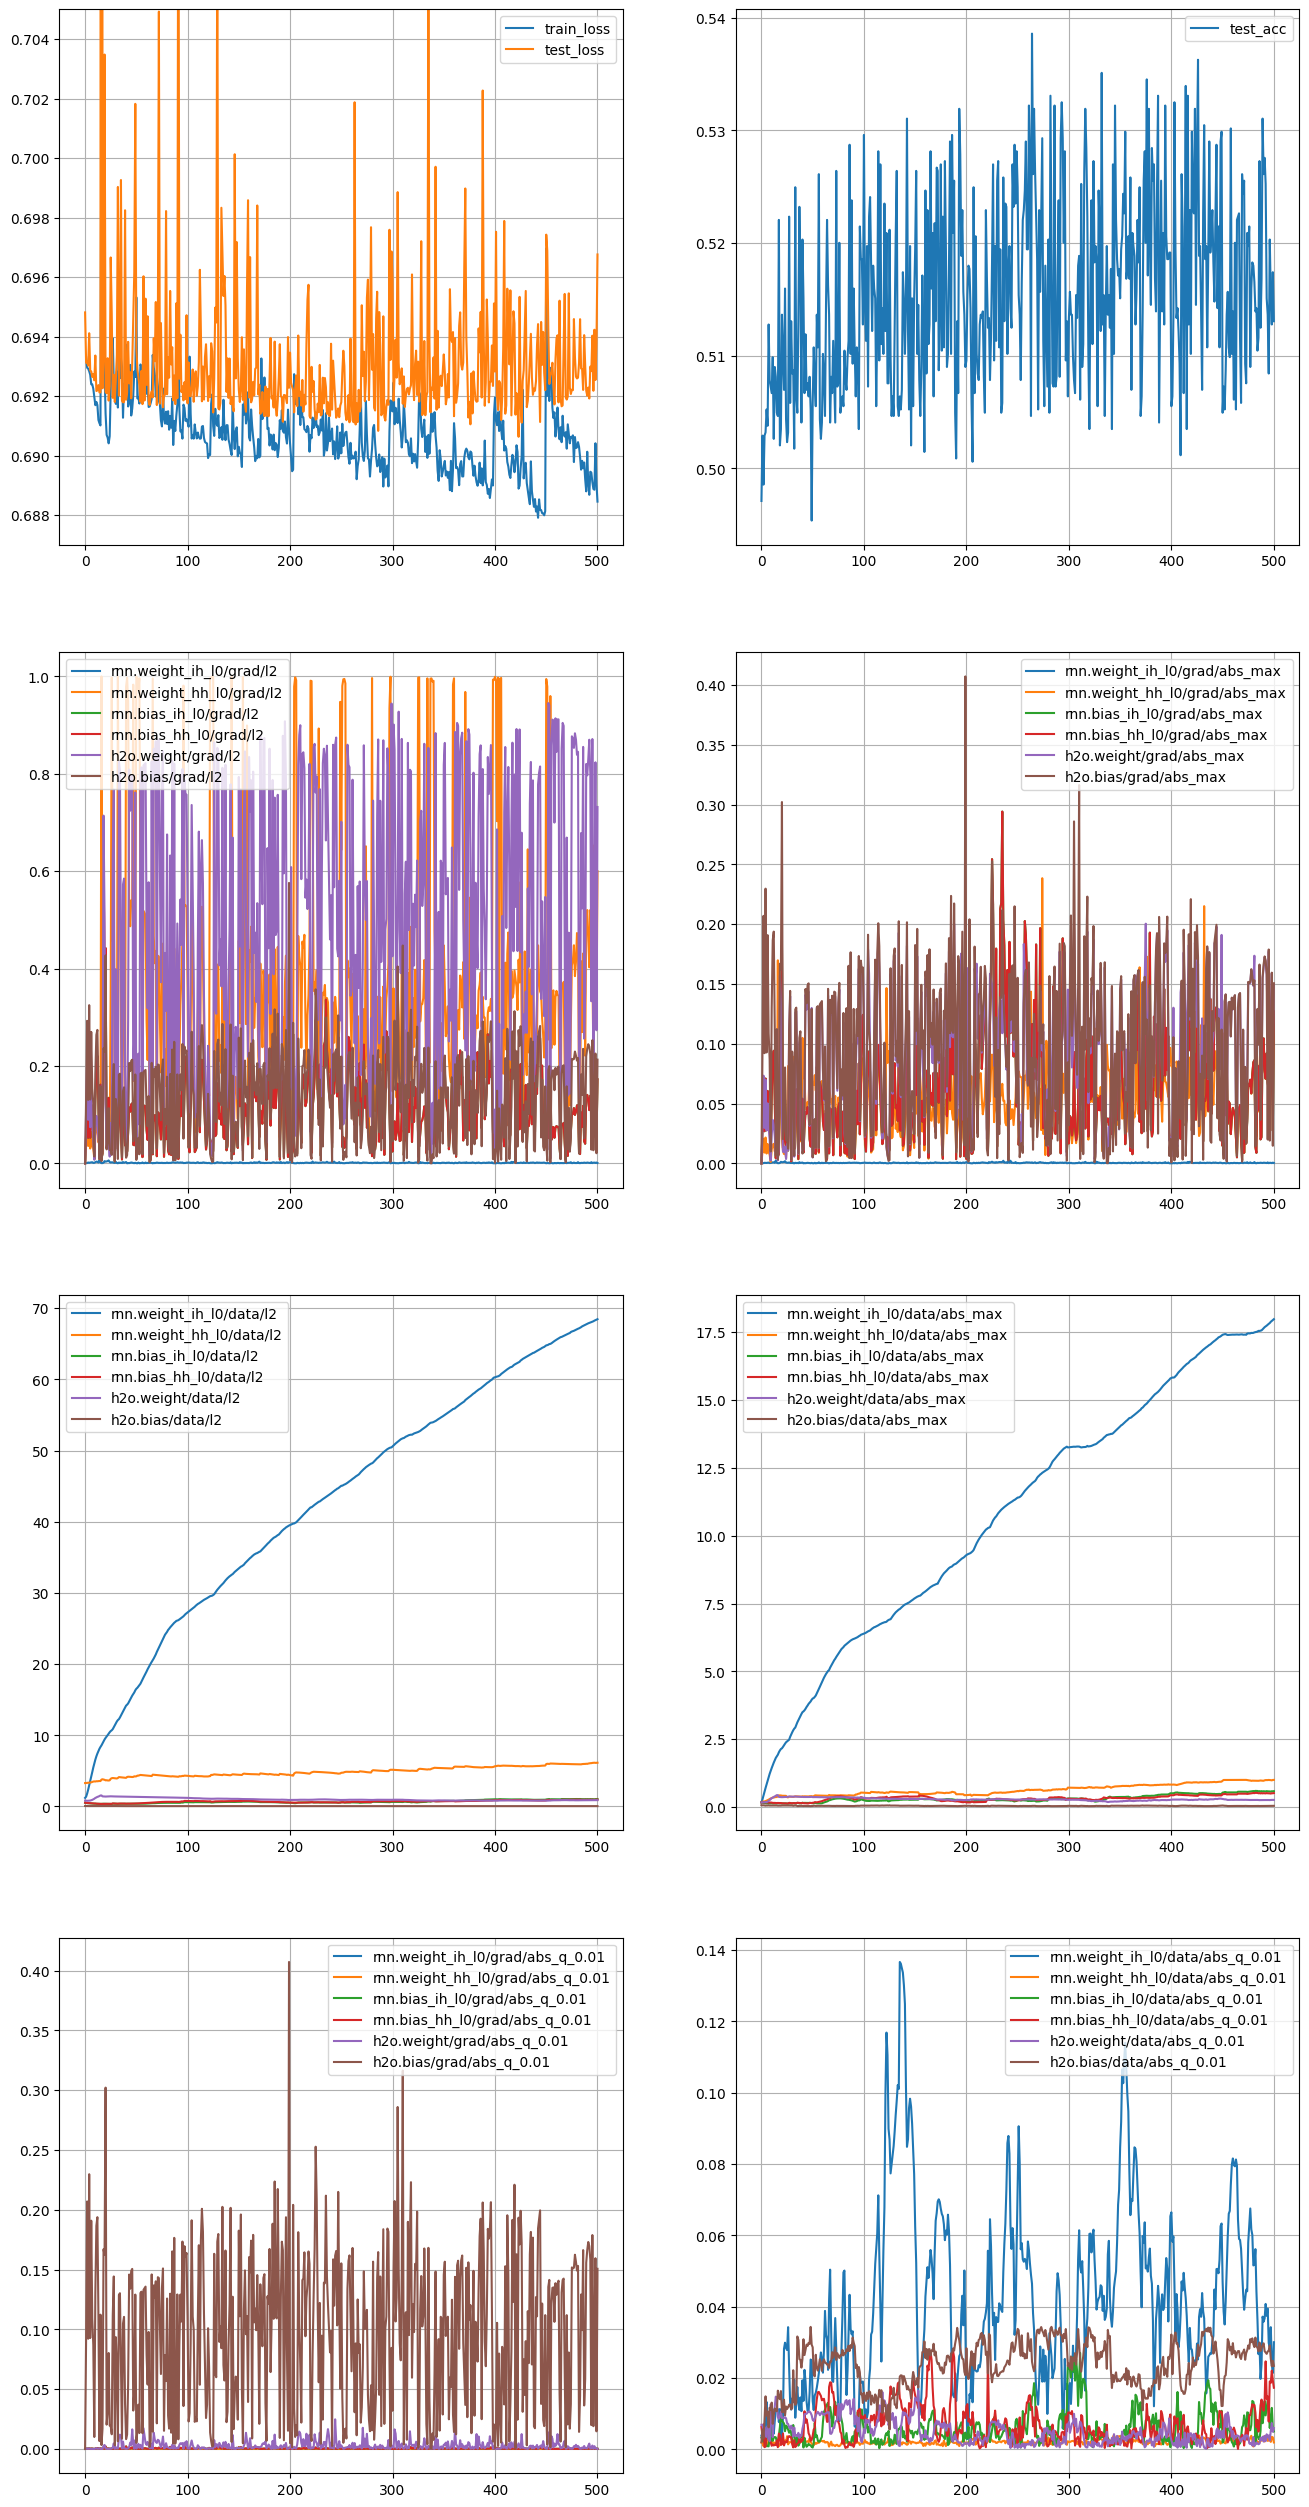 train_loss
test_loss
0.704
0.702
0.700
0.698
0.696
0.694
0.692
0.690
0.688
0 100 200 300 400 500
test_acc
0.54
0.53
0.52
0.51
0.50
0 100 200 300 400 500
rnn.weight_ih_l0/grad/l2
rnn.weight_hh_l0/grad/l2
rnn.bias_ih_l0/grad/l2
rnn.bias_hh_l0/grad/l2
h2o.weight/grad/l2
h2o.bias/grad/l2
1.0
0.8
0.6
0.4
0.2
0.0
0 100 200 300 400 500
rnn.weight_ih_l0/grad/abs_max
rnn.weight_hh_l0/grad/abs_max
rnn.bias_ih_l0/grad/abs_max
rnn.bias_hh_l0/grad/abs_max
h2o.weight/grad/abs_max
h2o.bias/grad/abs_max
0.40
0.35
0.30
0.25
0.20
0.15
0.10
0.05
0.00
0 100 200 300 400 500
rnn.weight_ih_l0/data/l2
rnn.weight_hh_l0/data/l2
rnn.bias_ih_l0/data/l2
rnn.bias_hh_l0/data/l2
h2o.weight/data/l2
h2o.bias/data/l2
70
60
50
40
30
20
10
0
0 100 200 300 400 500
rnn.weight_ih_l0/data/abs_max
rnn.weight_hh_l0/data/abs_max
rnn.bias_ih_l0/data/abs_max
rnn.bias_hh_l0/data/abs_max
h2o.weight/data/abs_max
h2o.bias/data/abs_max
17.5
15.0
12.5
10.0
7.5
5.0
2.5
0.0
0 100 200 300 400 500
rnn.weight_ih_l0/grad/abs_q_0.01
rnn.weight_hh_l0/grad/abs_q_0.01
rnn.bias_ih_l0/grad/abs_q_0.01
rnn.bias_hh_l0/grad/abs_q_0.01
h2o.weight/grad/abs_q_0.01
h2o.bias/grad/abs_q_0.01
0.40
0.35
0.30
0.25
0.20
0.15
0.10
0.05
0.00
0 100 200 300 400 500
rnn.weight_ih_l0/data/abs_q_0.01
rnn.weight_hh_l0/data/abs_q_0.01
rnn.bias_ih_l0/data/abs_q_0.01
rnn.bias_hh_l0/data/abs_q_0.01
h2o.weight/data/abs_q_0.01
h2o.bias/data/abs_q_0.01
0.14
0.12
0.10
0.08
0.06
0.04
0.02
0.00
0 100 200 300 400 500